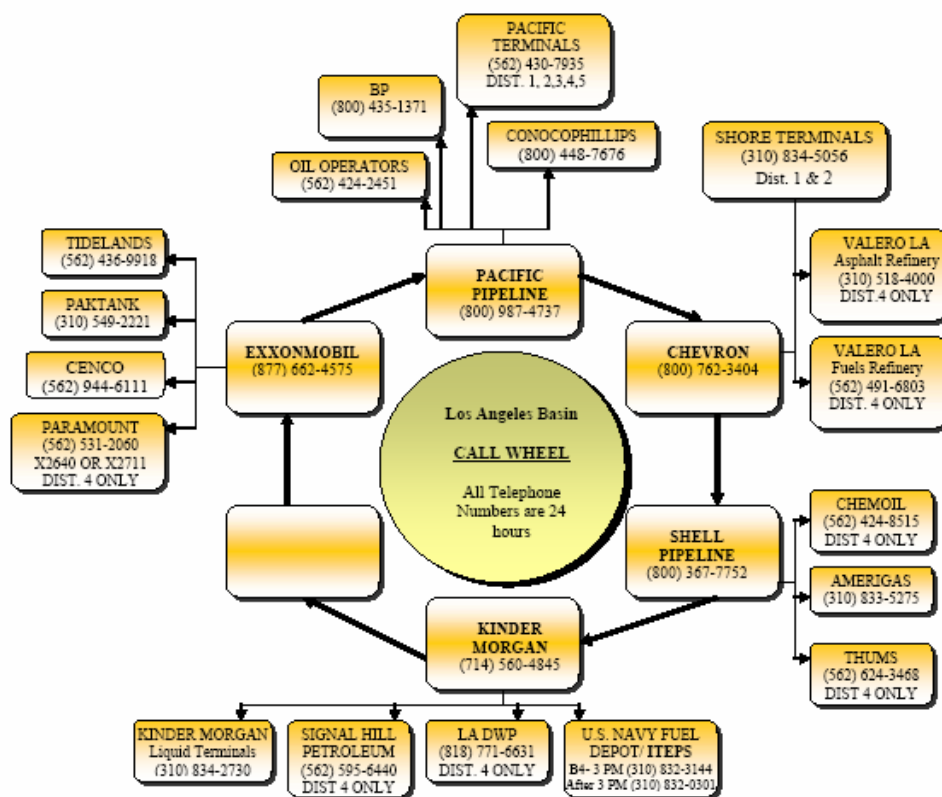 PACIFIC
TERMINALS
(562) 430-7935
DIST. 1, 2,3,4,5
BP
(800) 435-1371
CONOCOPHILLIPS
(800) 448-7676
OIL OPERATORS
(562) 424-2451
SHORE TERMINALS
(310) 834-5056
Dist. 1 & 2
TIDELANDS
(562) 436-9918
PAKTANK
(310) 549-2221
CENCO
(562) 944-6111
PARAMOUNT
(562) 531-2060
X2640 OR X2711
DIST. 4 ONLY
EXXONMOBIL
(877) 662-4575
PACIFIC
PIPELINE
(800) 987-4737
CHEVRON
(800) 762-3404
VALERO LA
Asphalt Refinery
(310) 518-4000
DIST.4 ONLY
VALERO LA
Fuels Refinery
(562) 491-6803
DIST. 4 ONLY
Los Angeles Basin
CALL WHEEL
All Telephone
Numbers are 24
hours
SHELL
PIPELINE
(800) 367-7752
CHEMOIL
(562) 424-8515
DIST 4 ONLY
AMERIGAS
(310) 833-5275
THUMS
(562) 624-3468
DIST 4 ONLY
KINDER
MORGAN
(714) 560-4845
KINDER MORGAN
Liquid Terminals
(310) 834-2730
SIGNAL HILL
PETROLEUM
(562) 595-6440
DIST 4 ONLY
LA DWP
(818) 771-6631
DIST. 4 ONLY
U.S. NAVY FUEL
DEPOT/ ITEPS
B4- 3 PM (310) 832-3144
After 3 PM (310) 832-0301